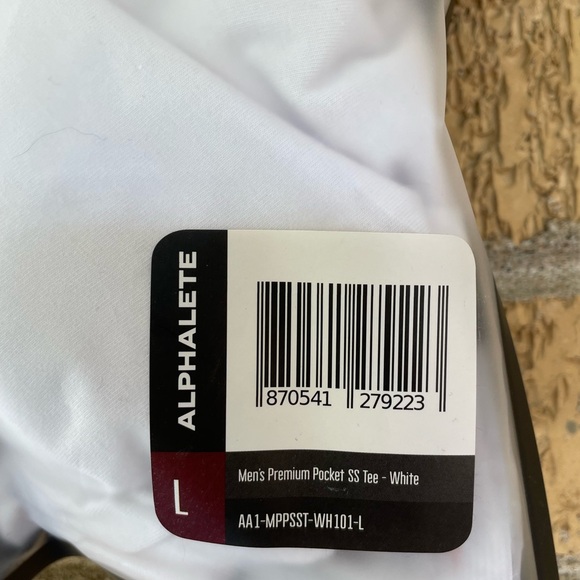 ALPHALETE
L
870541 279223
Men's Premium Pocket SS Tee - White
AA1-MPPSST-WH101-L